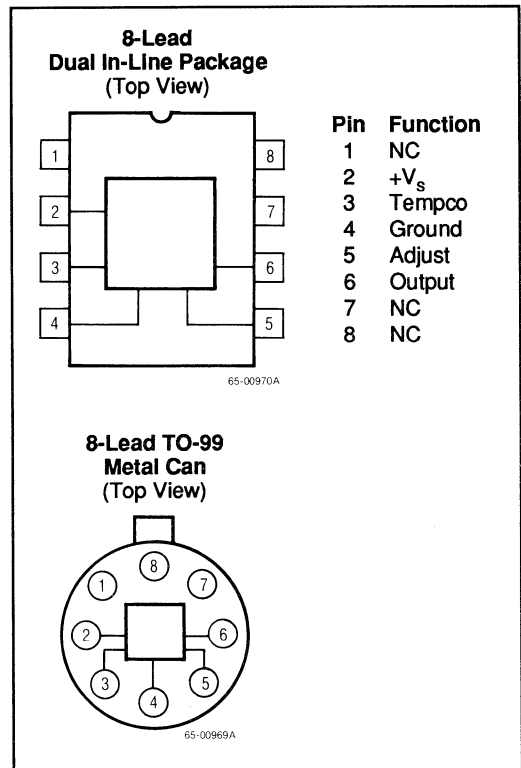 8-Lead
Dual In-Line Package
(Top View)
1
2
3
4
8
7
6
5
65-00970A
Pin Function
1 NC
2 +Vs
3 Tempco
4 Ground
5 Adjust
6 Output
7 NC
8 NC
8-Lead TO-99
Metal Can
(Top View)
8
1
7
2
6
3
5
4
65-00969A